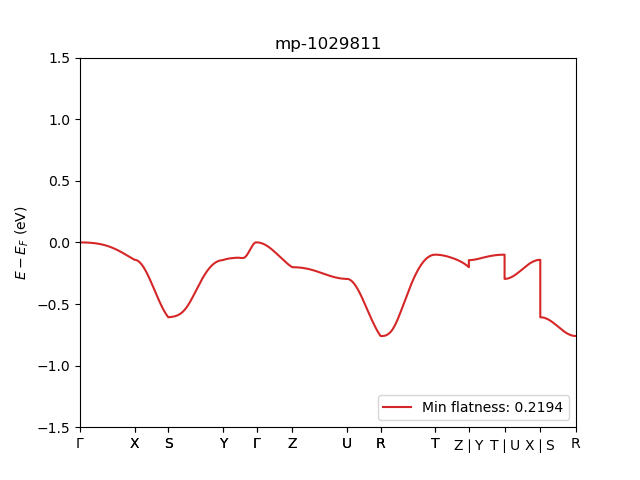 mp-1029811
1.5
1.0
0.5
0.0
−0.5
−1.0
−1.5
E − E_F (eV)
Min flatness: 0.2194
Γ X S Y Γ Z U R T Z | Y T | U X | S R